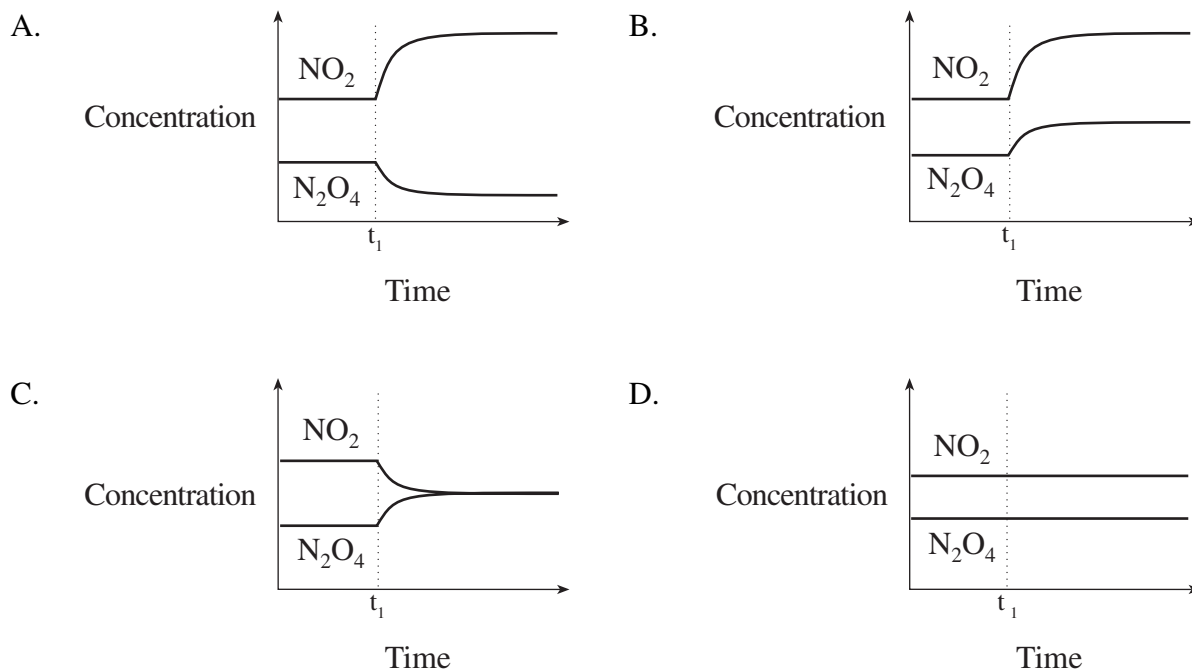 A.
NO₂
Concentration
N₂O₄
t₁
Time
B.
NO₂
Concentration
N₂O₄
t₁
Time
C.
NO₂
Concentration
N₂O₄
t₁
Time
D.
NO₂
Concentration
N₂O₄
t₁
Time